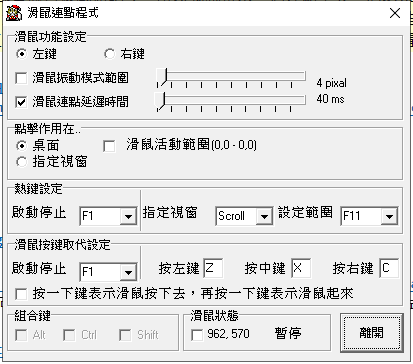 滑鼠連點程式
滑鼠功能設定
左鍵 右鍵
滑鼠振動模式範圍 4 pixal
滑鼠連點延遲時間 40 ms
點擊作用在..
桌面 滑鼠活動範圍(0,0 - 0,0)
指定視窗
熱鍵設定
啟動停止 F1 指定視窗 Scroll 設定範圍 F11
滑鼠按鍵取代設定
啟動停止 F1 按左鍵 Z 按中鍵 X 按右鍵 C
按一下鍵表示滑鼠按下去，再按一下鍵表示滑鼠起來
組合鍵 滑鼠狀態
Alt Ctrl Shift 962, 570 暫停 離開